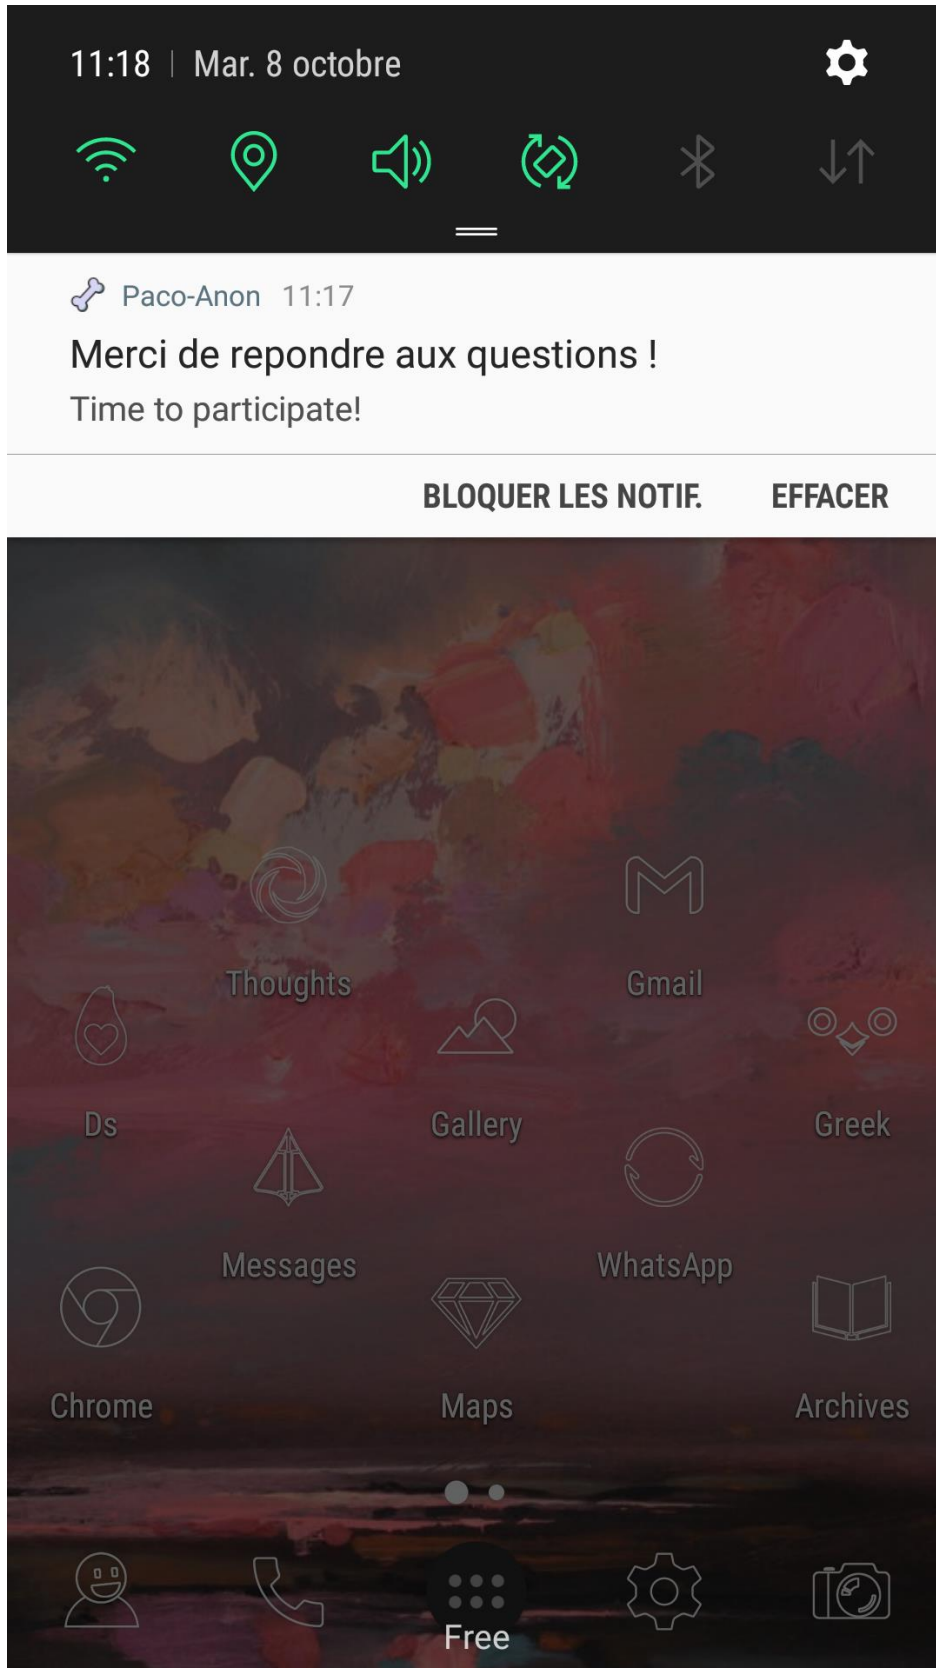 11:18 | Mar. 8 octobre
Paco-Anon 11:17
Merci de repondre aux questions !
Time to participate!
BLOQUER LES NOTIF. EFFACER
Thoughts Gmail
Ds Gallery Greek
Messages WhatsApp
Chrome Maps Archives
Free